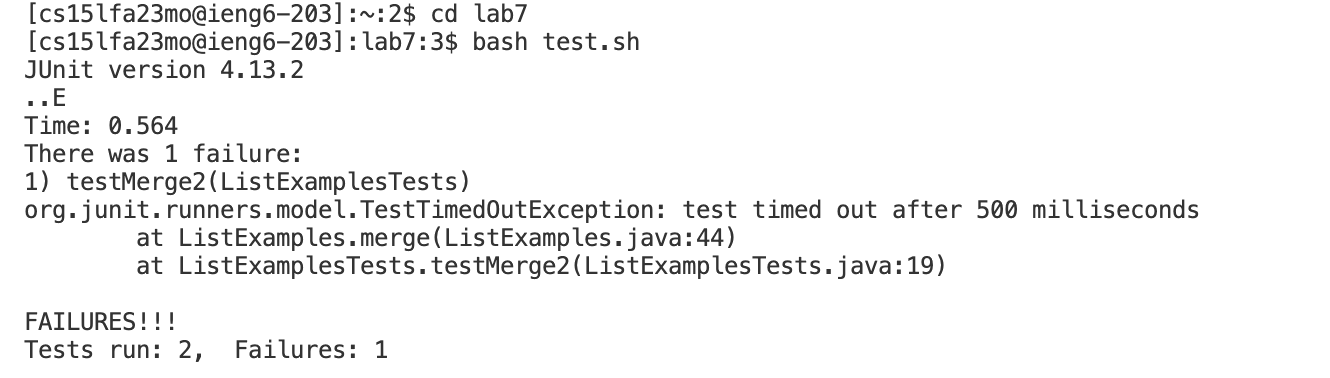 [cs15lfa23mo@ieng6-203]:~:2$ cd lab7
[cs15lfa23mo@ieng6-203]:lab7:3$ bash test.sh
JUnit version 4.13.2
..E
Time: 0.564
There was 1 failure:
1) testMerge2(ListExamplesTests)
org.junit.runners.model.TestTimedOutException: test timed out after 500 milliseconds
        at ListExamples.merge(ListExamples.java:44)
        at ListExamplesTests.testMerge2(ListExamplesTests.java:19)
FAILURES!!!
Tests run: 2,  Failures: 1